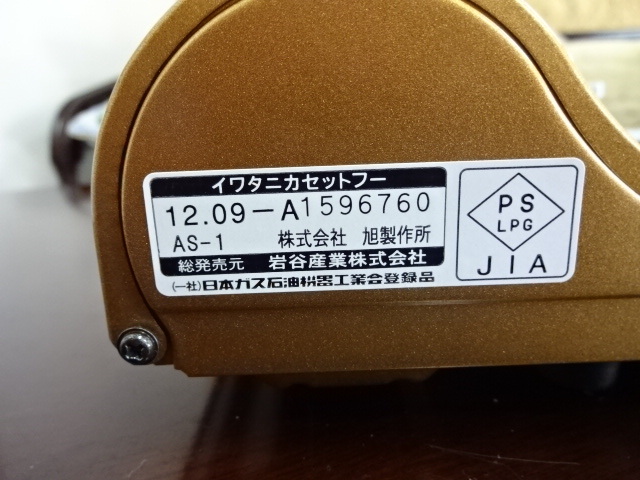 イワタニカセットフー
12.09-A1596760
AS-1 株式会社 旭製作所
総発売元 岩谷産業株式会社
(一社)日本ガス石油機器工業会登録品
PS
LPG
JIA